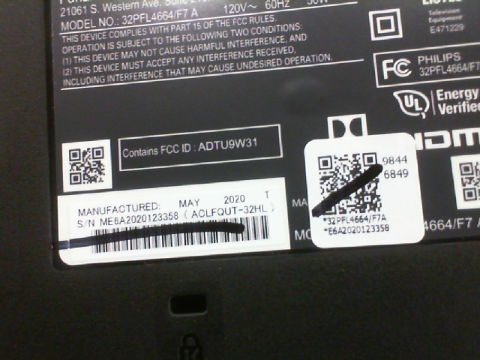 21061 S. Western Ave. Suite
MODEL NO.: 32PFL4664/F7 A 120V~ 60Hz 50W
THIS DEVICE COMPLIES WITH PART 15 OF THE FCC RULES.
OPERATION IS SUBJECT TO THE FOLLOWING TWO CONDITIONS:
(1) THIS DEVICE MAY NOT CAUSE HARMFUL INTERFERENCE, AND
(2) THIS DEVICE MUST ACCEPT ANY INTERFERENCE RECEIVED,
INCLUDING INTERFERENCE THAT MAY CAUSE UNDESIRED OPERATION.
LISTED
Television
Equipment
E471229
FC PHILIPS
32PFL4664/F7
UL Energy
Verified
HDM
Contains FCC ID : ADTU9W31
MANUFACTURED: MAY 2020 T
S/N ME6A2020123358 (ACLFQUT-32HL)
9844
6849
*32PFL4664/F7A
*E6A2020123358
MO
4664/F7 A